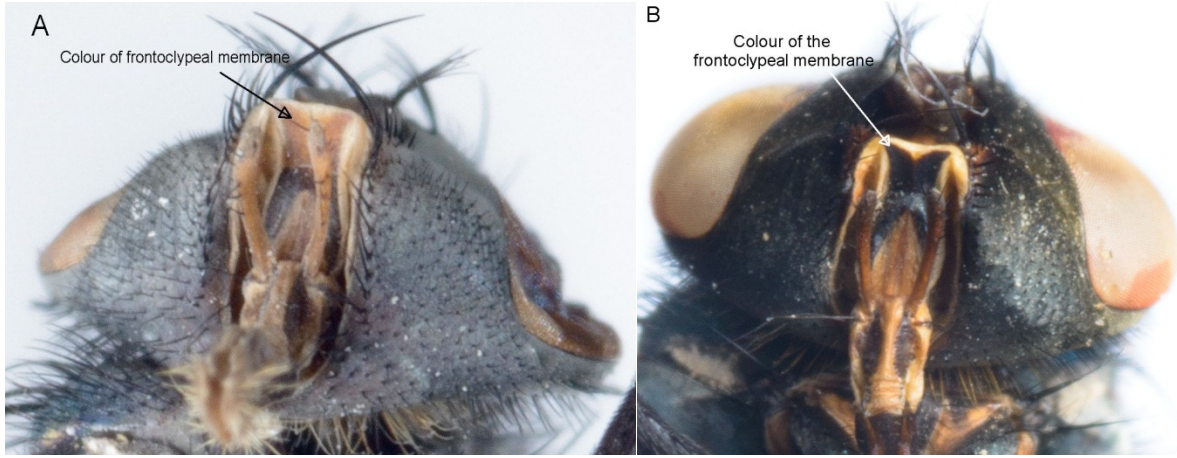 A
Colour of frontoclypeal membrane
B
Colour of the
frontoclypeal membrane